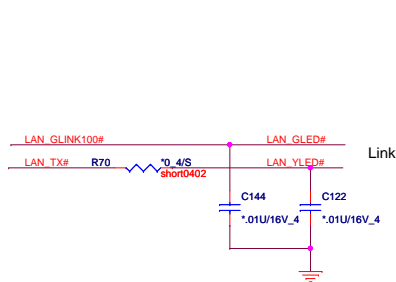 LAN_GLINK100# LAN_GLED#
Link
LAN_TX# R70 *0_4/S LAN_YLED#
short0402
C144 C122
*.01U/16V_4 *.01U/16V_4